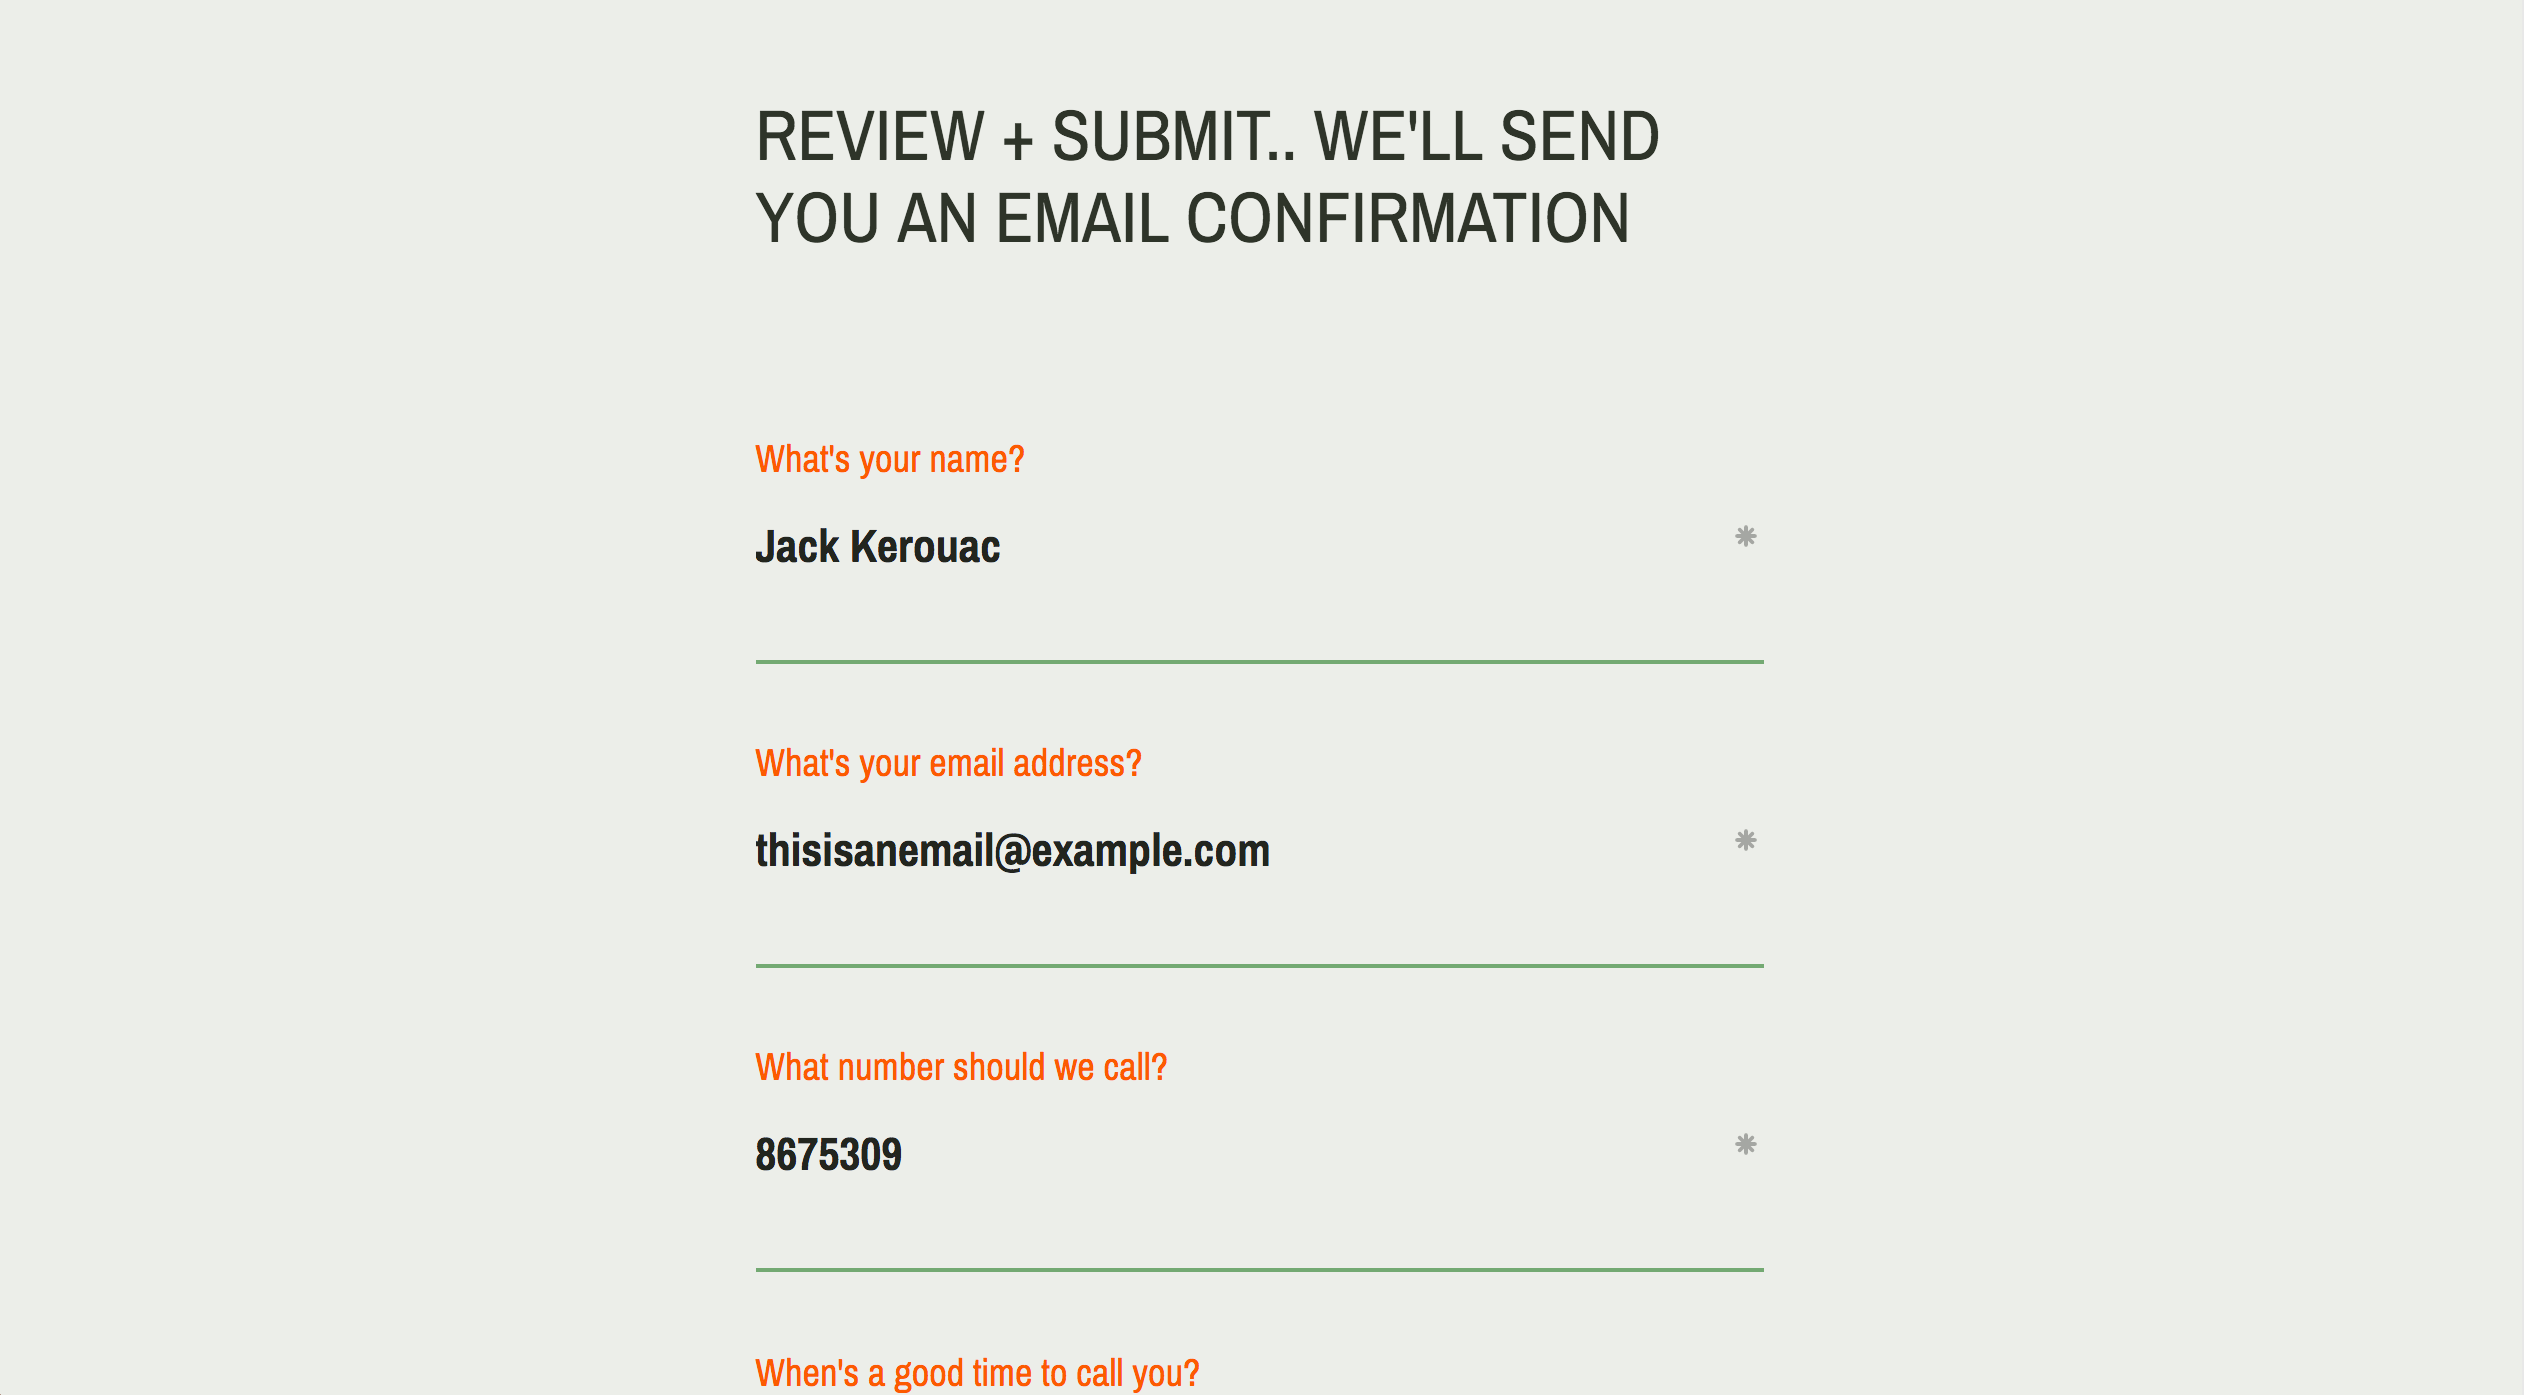 REVIEW + SUBMIT.. WE'LL SEND
YOU AN EMAIL CONFIRMATION
What's your name?
Jack Kerouac
*
What's your email address?
thisisanemail@example.com
*
What number should we call?
8675309
*
When's a good time to call you?